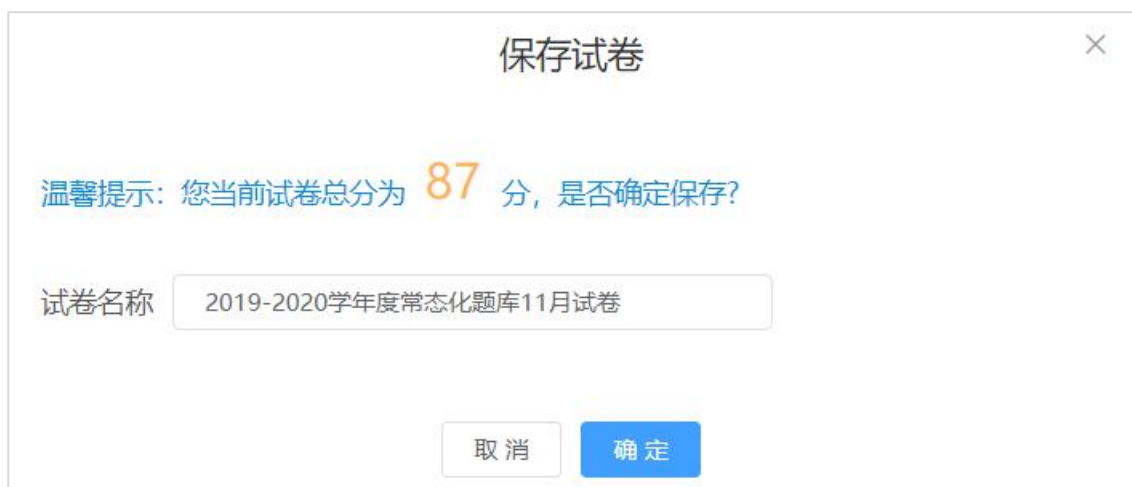 保存试卷
温馨提示：您当前试卷总分为 87 分，是否确定保存?
试卷名称 2019-2020学年度常态化题库11月试卷
取 消 确 定